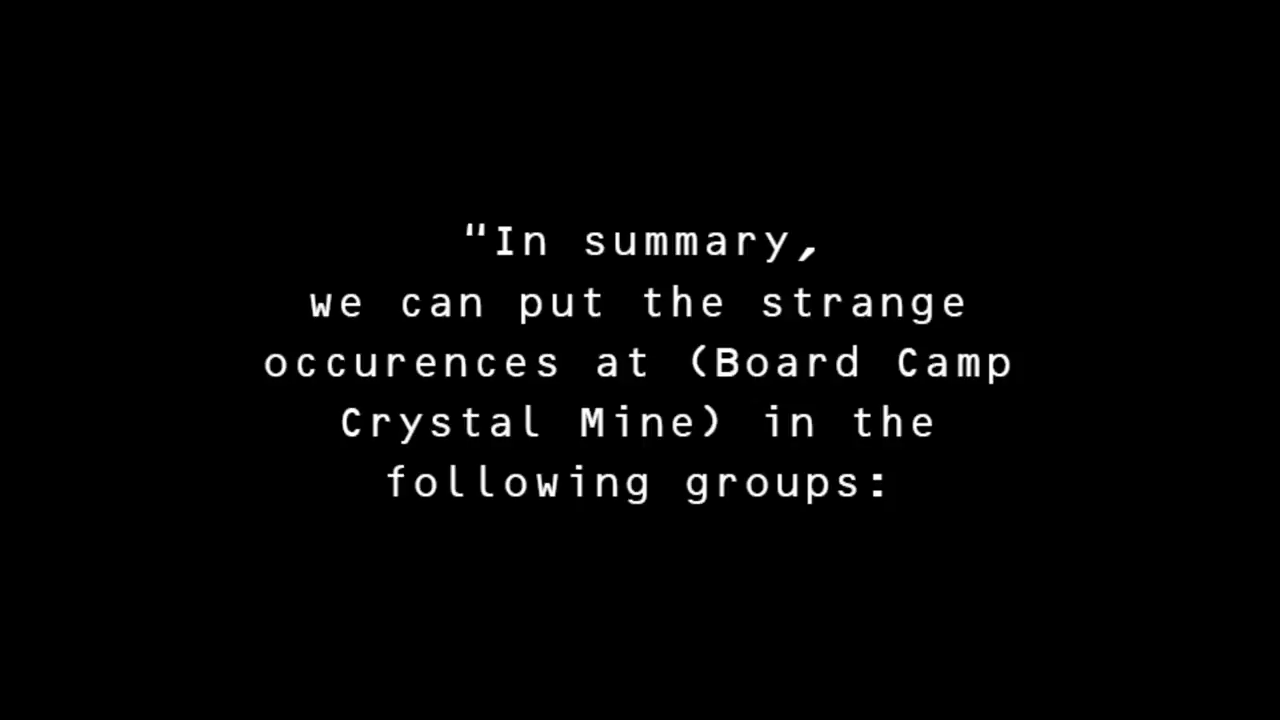 "In summary,
we can put the strange
occurences at (Board Camp
Crystal Mine) in the
following groups: